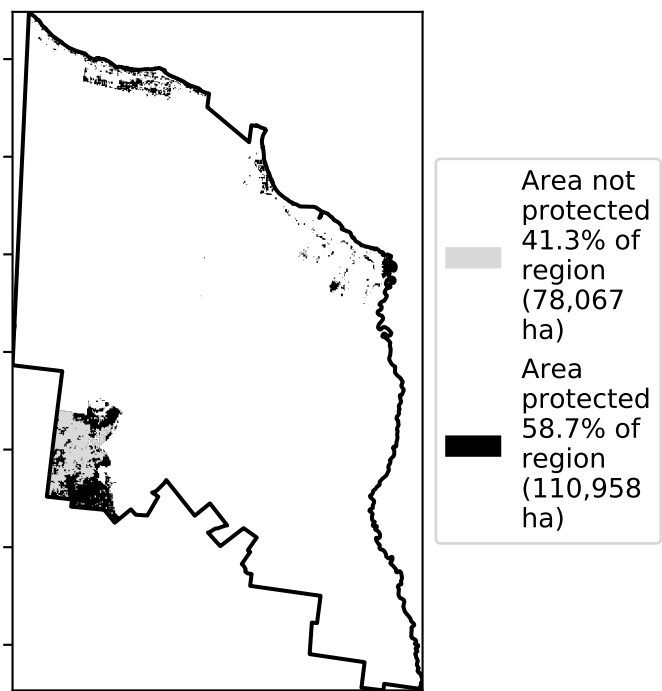 Area not
protected
41.3% of
region
(78,067
ha)
Area
protected
58.7% of
region
(110,958
ha)